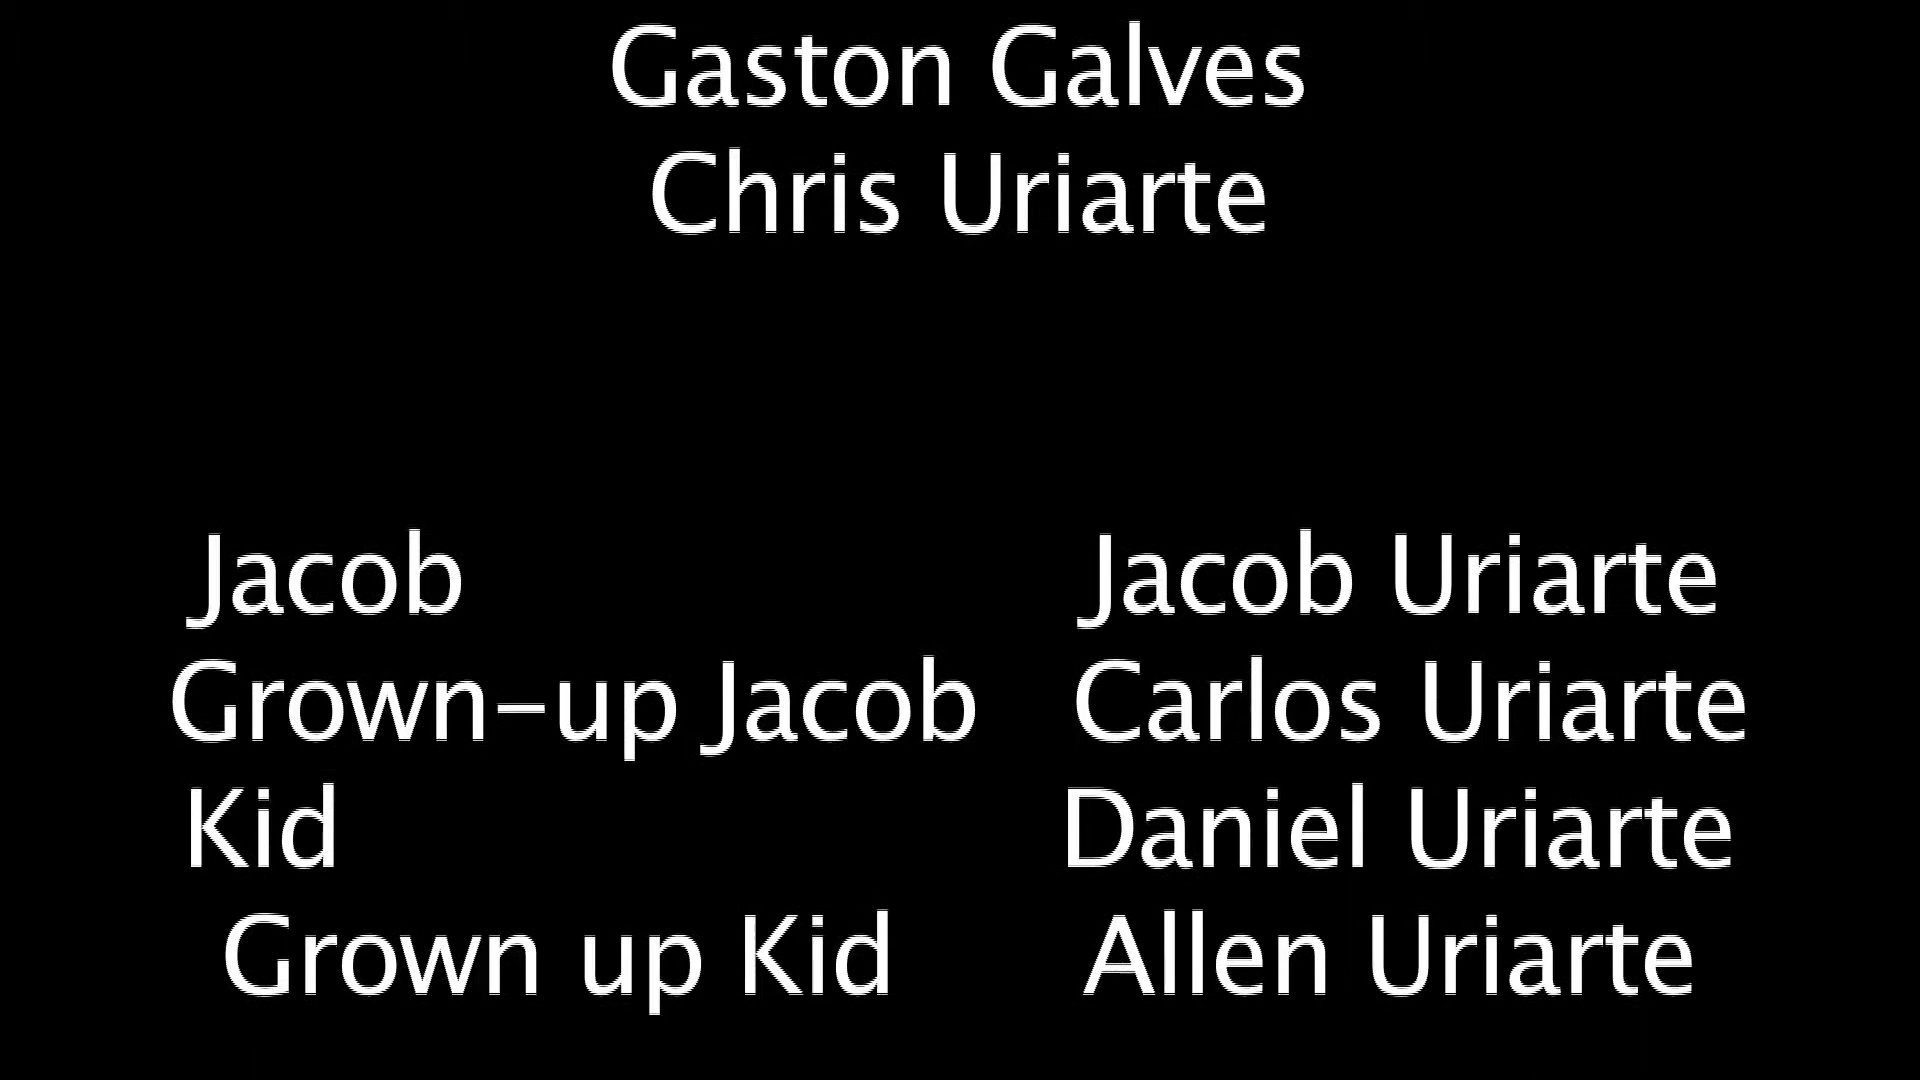 Gaston Galves
Chris Uriarte
Jacob Jacob Uriarte
Grown-up Jacob Carlos Uriarte
Kid Daniel Uriarte
Grown up Kid Allen Uriarte